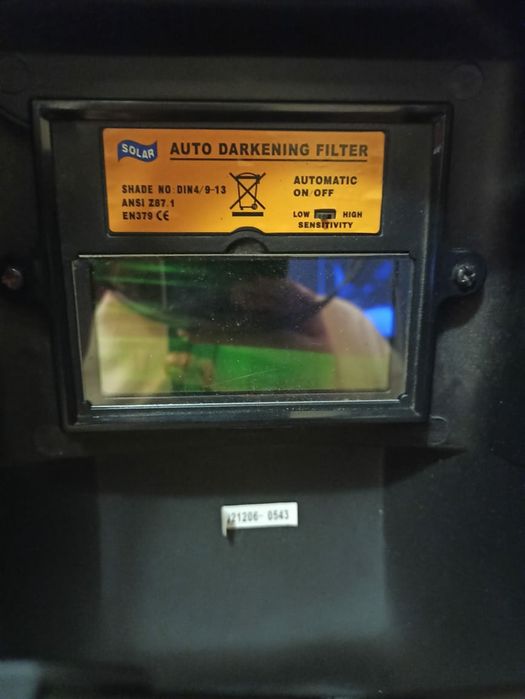 SOLAR AUTO DARKENING FILTER
SHADE NO:DIN4/9-13
ANSI Z87.1
EN379 CE
AUTOMATIC
ON/OFF
LOW HIGH
SENSITIVITY
21206-0543